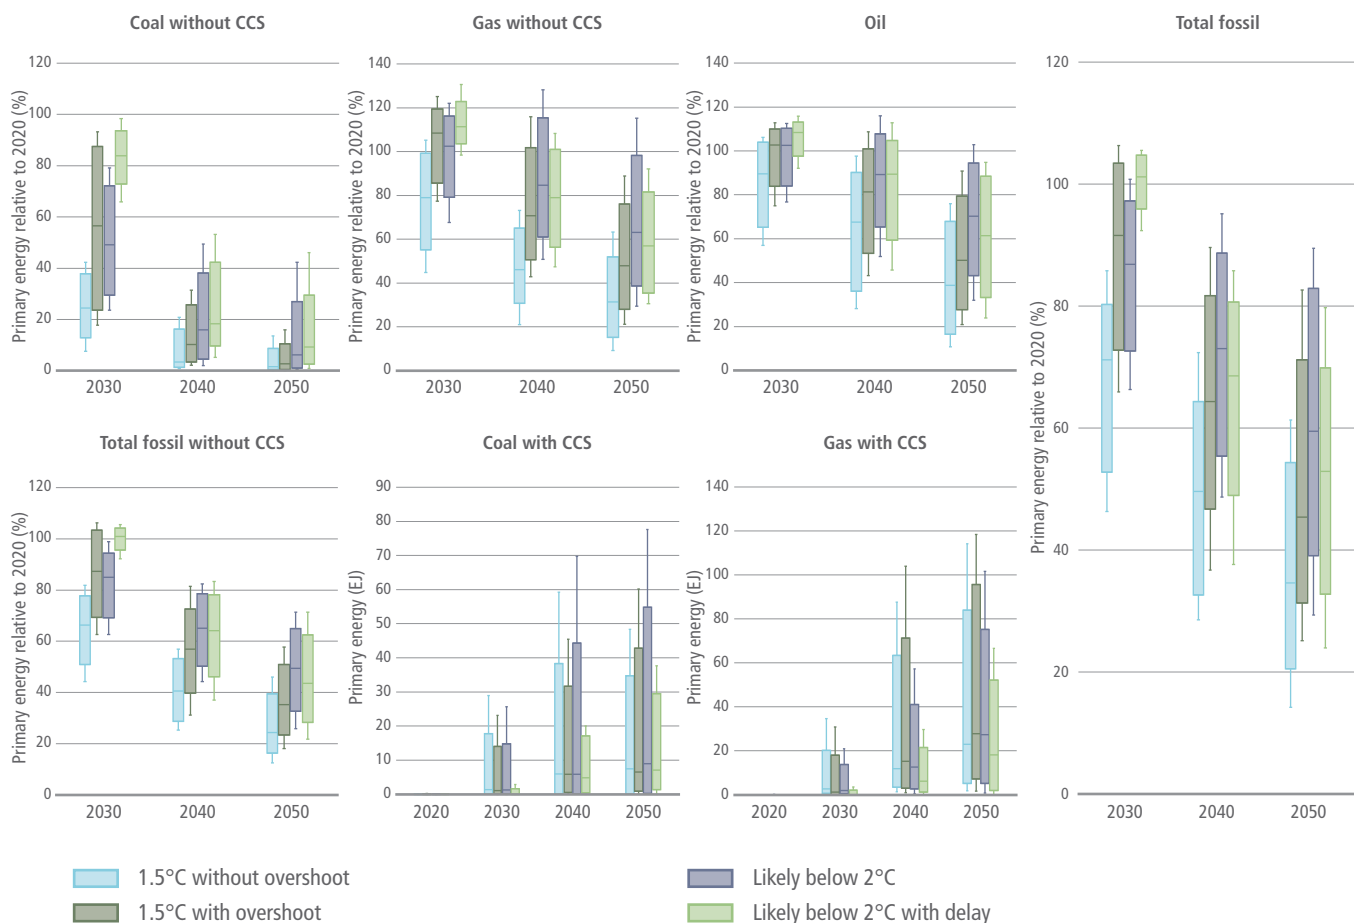 Coal without CCS
Primary energy relative to 2020 (%)
120
100
80
60
40
20
0
2030 2040 2050
Gas without CCS
Primary energy relative to 2020 (%)
140
120
100
80
60
40
20
0
2030 2040 2050
Oil
Primary energy relative to 2020 (%)
140
120
100
80
60
40
20
0
2030 2040 2050
Total fossil
Primary energy relative to 2020 (%)
120
100
80
60
40
20
0
2030 2040 2050
Total fossil without CCS
Primary energy relative to 2020 (%)
120
100
80
60
40
20
0
2030 2040 2050
Coal with CCS
Primary energy (EJ)
90
80
70
60
50
40
30
20
10
0
2020 2030 2040 2050
Gas with CCS
Primary energy (EJ)
140
120
100
80
60
40
20
0
2020 2030 2040 2050
1.5°C without overshoot
1.5°C with overshoot
Likely below 2°C
Likely below 2°C with delay